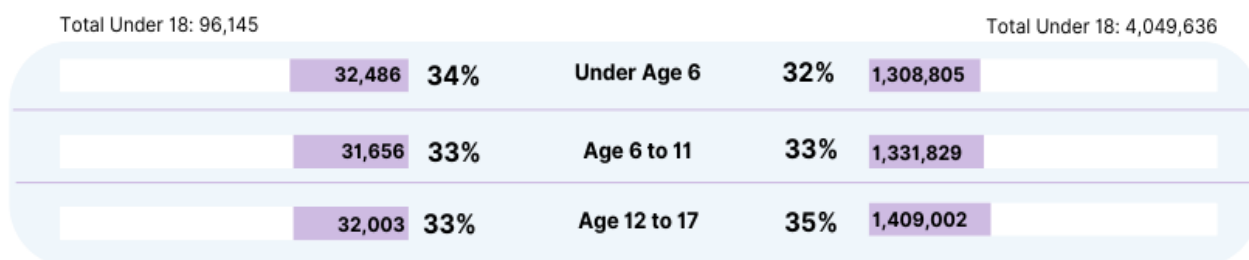 Total Under 18: 96,145 Total Under 18: 4,049,636
32,486 34% Under Age 6 32% 1,308,805
31,656 33% Age 6 to 11 33% 1,331,829
32,003 33% Age 12 to 17 35% 1,409,002